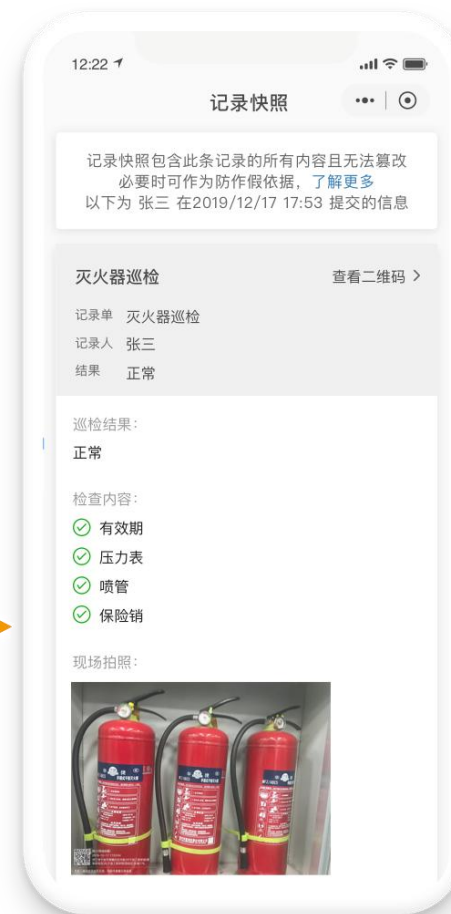 12:22
记录快照
记录快照包含此条记录的所有内容且无法篡改
必要时可作为防作假依据，了解更多
以下为 张三 在2019/12/17 17:53 提交的信息
灭火器巡检
查看二维码
记录单 灭火器巡检
记录人 张三
结果 正常
巡检结果：
正常
检查内容：
有效期
压力表
喷管
保险销
现场拍照：